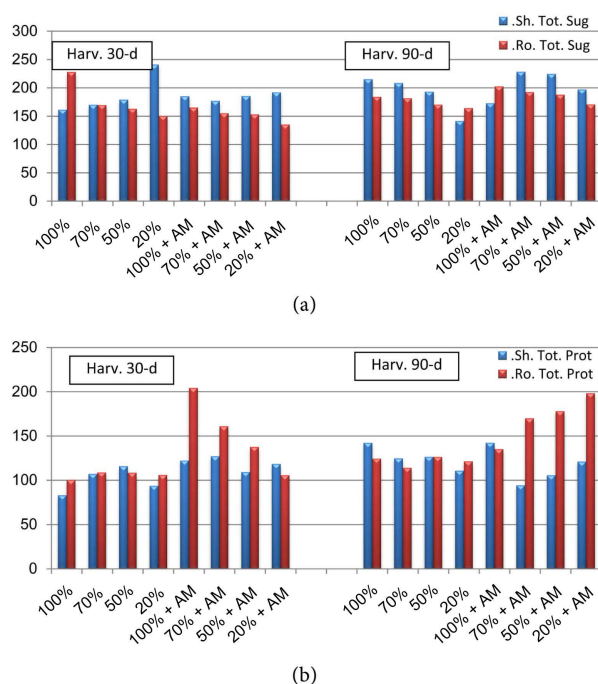 300
250
200
150
100
50
0
Harv. 30-d
Harv. 90-d
.Sh. Tot. Sug
.Ro. Tot. Sug
100%
70%
50%
20%
100% + AM
70% + AM
50% + AM
20% + AM
100%
70%
50%
20%
100% + AM
70% + AM
50% + AM
20% + AM
(a)
250
200
150
100
50
0
Harv. 30-d
Harv. 90-d
.Sh. Tot. Prot
.Ro. Tot. Prot
100%
70%
50%
20%
100% + AM
70% + AM
50% + AM
20% + AM
100%
70%
50%
20%
100% + AM
70% + AM
50% + AM
20% + AM
(b)